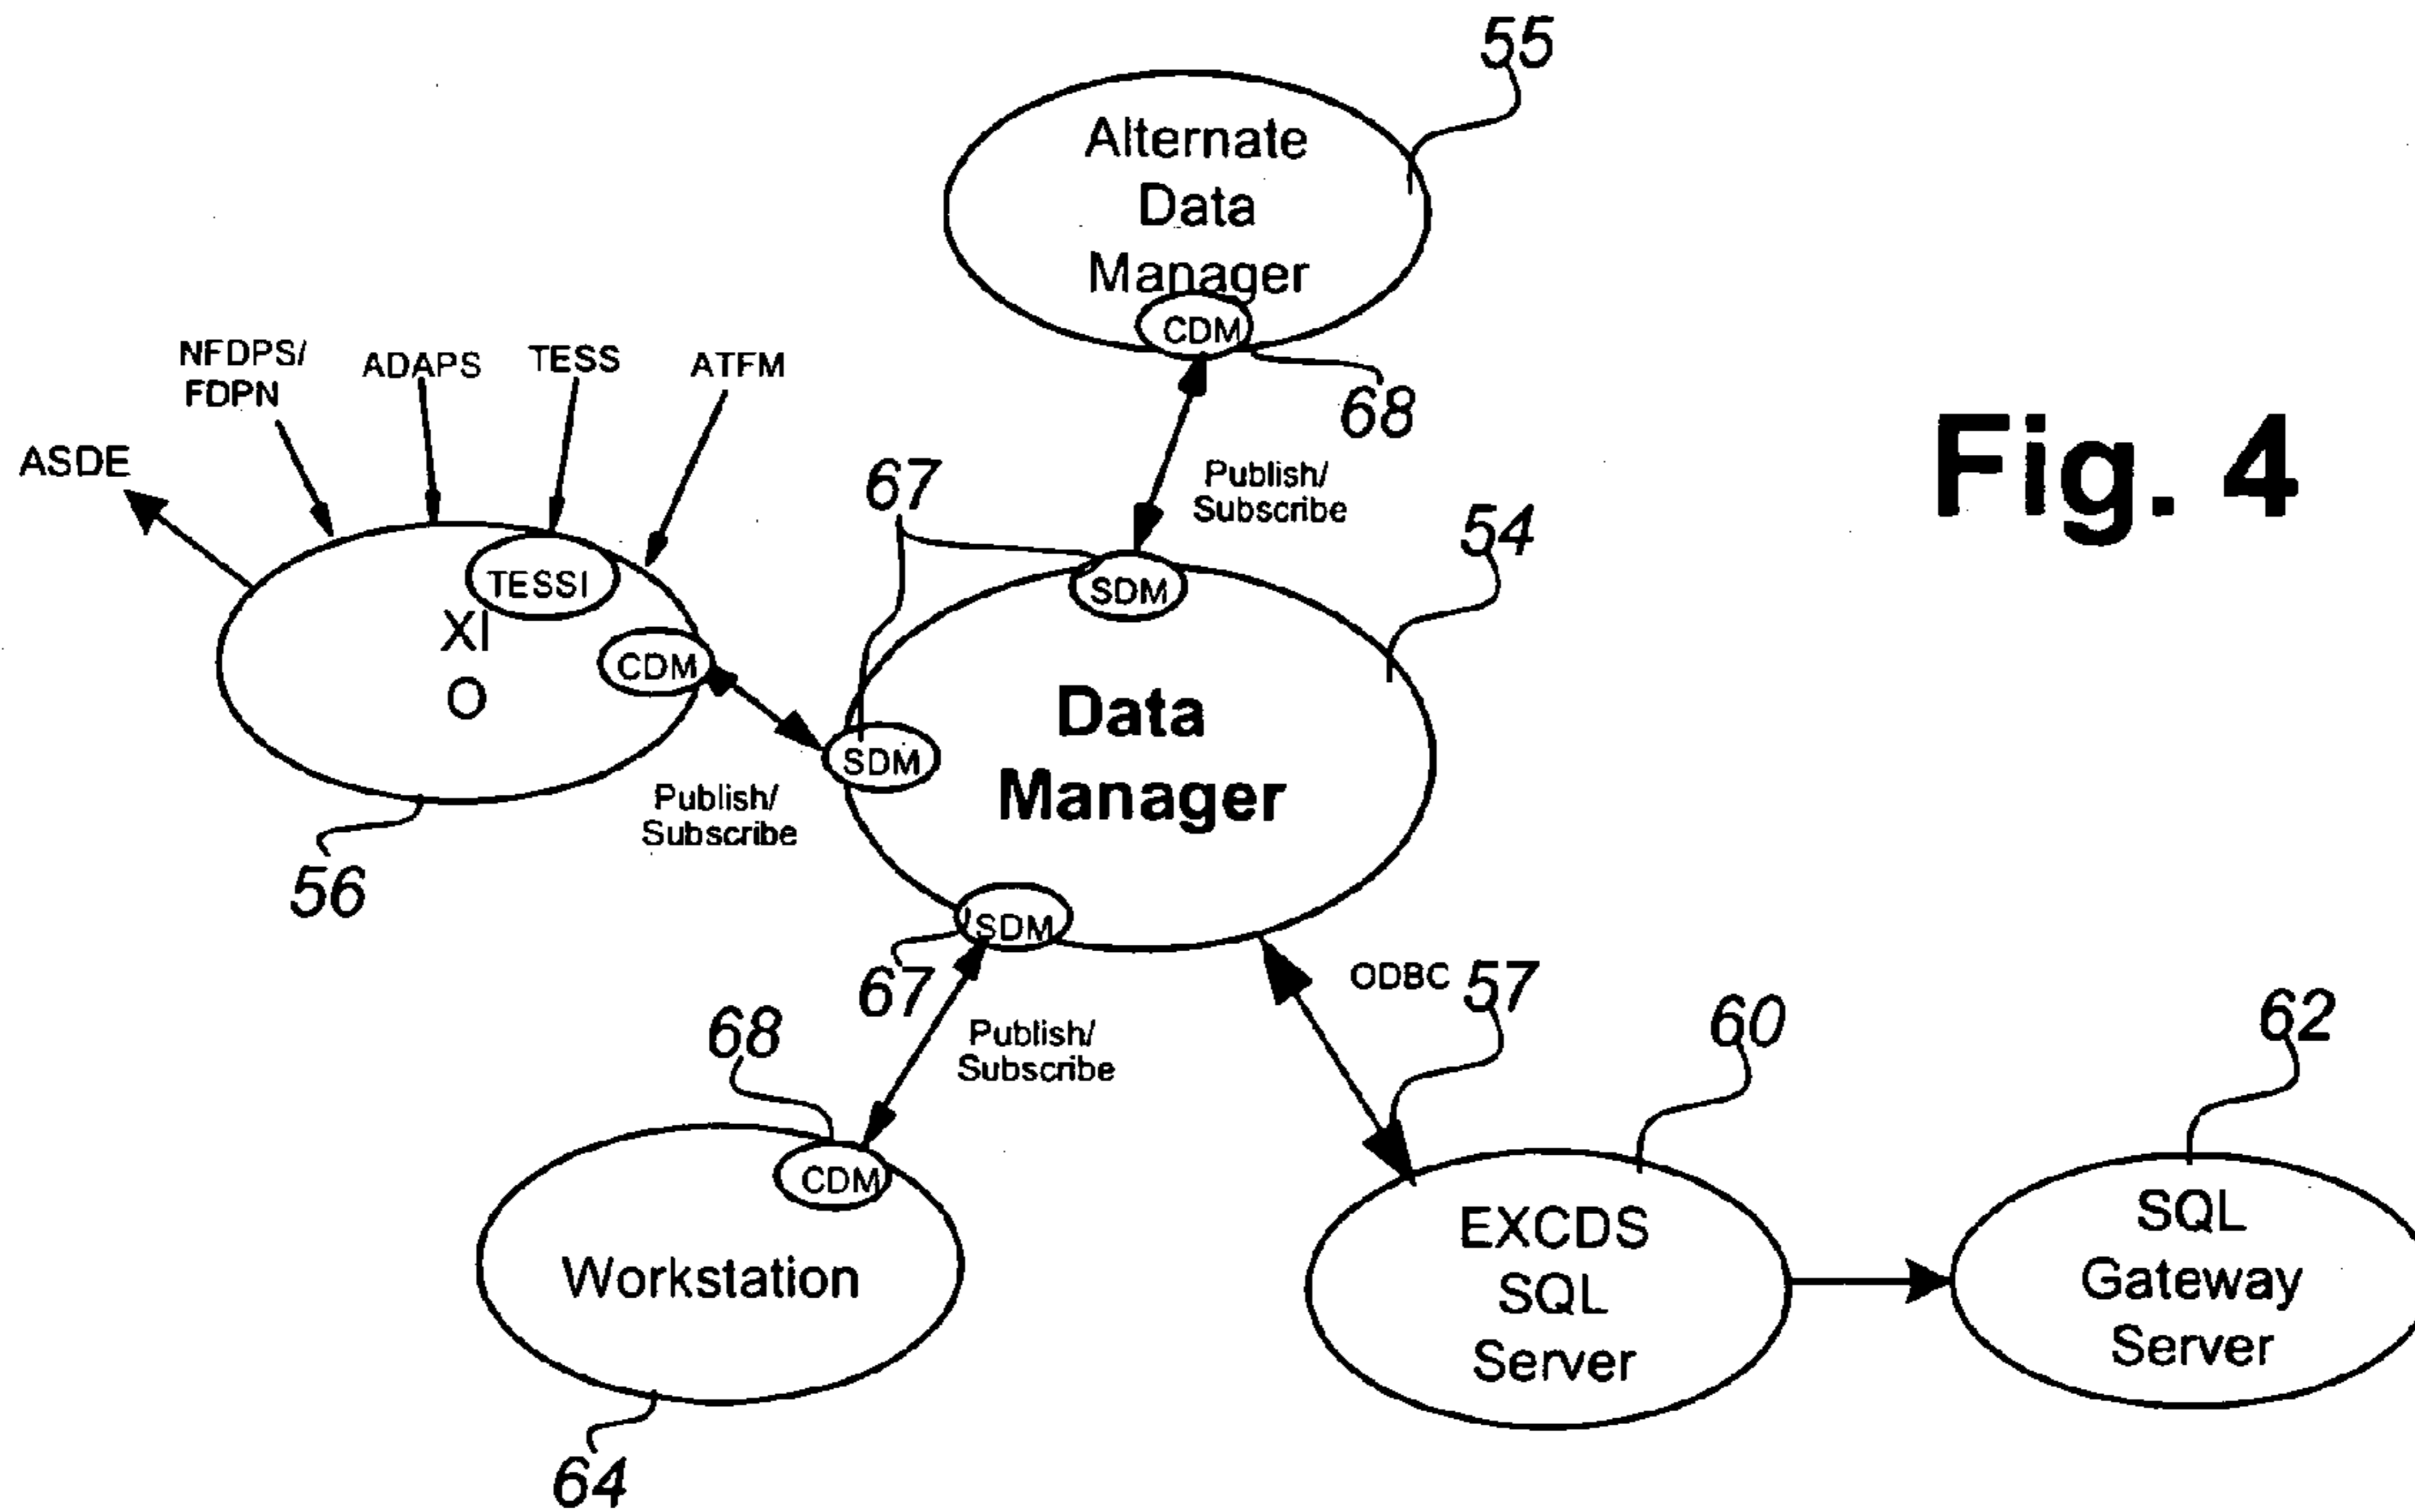 55
Alternate
Data
Manager
CDM
68
Publish/
Subscribe
Fig. 4
NFDPS/
FDPN
ADAPS
TESS
ATFM
ASDE
TESSI
XI
O
CDM
56
Publish/
Subscribe
67
SDM
54
SDM
Data
Manager
SDM
67
Publish/
Subscribe
68
CDM
Workstation
64
ODBC 57
60
EXCDS
SQL
Server
62
SQL
Gateway
Server